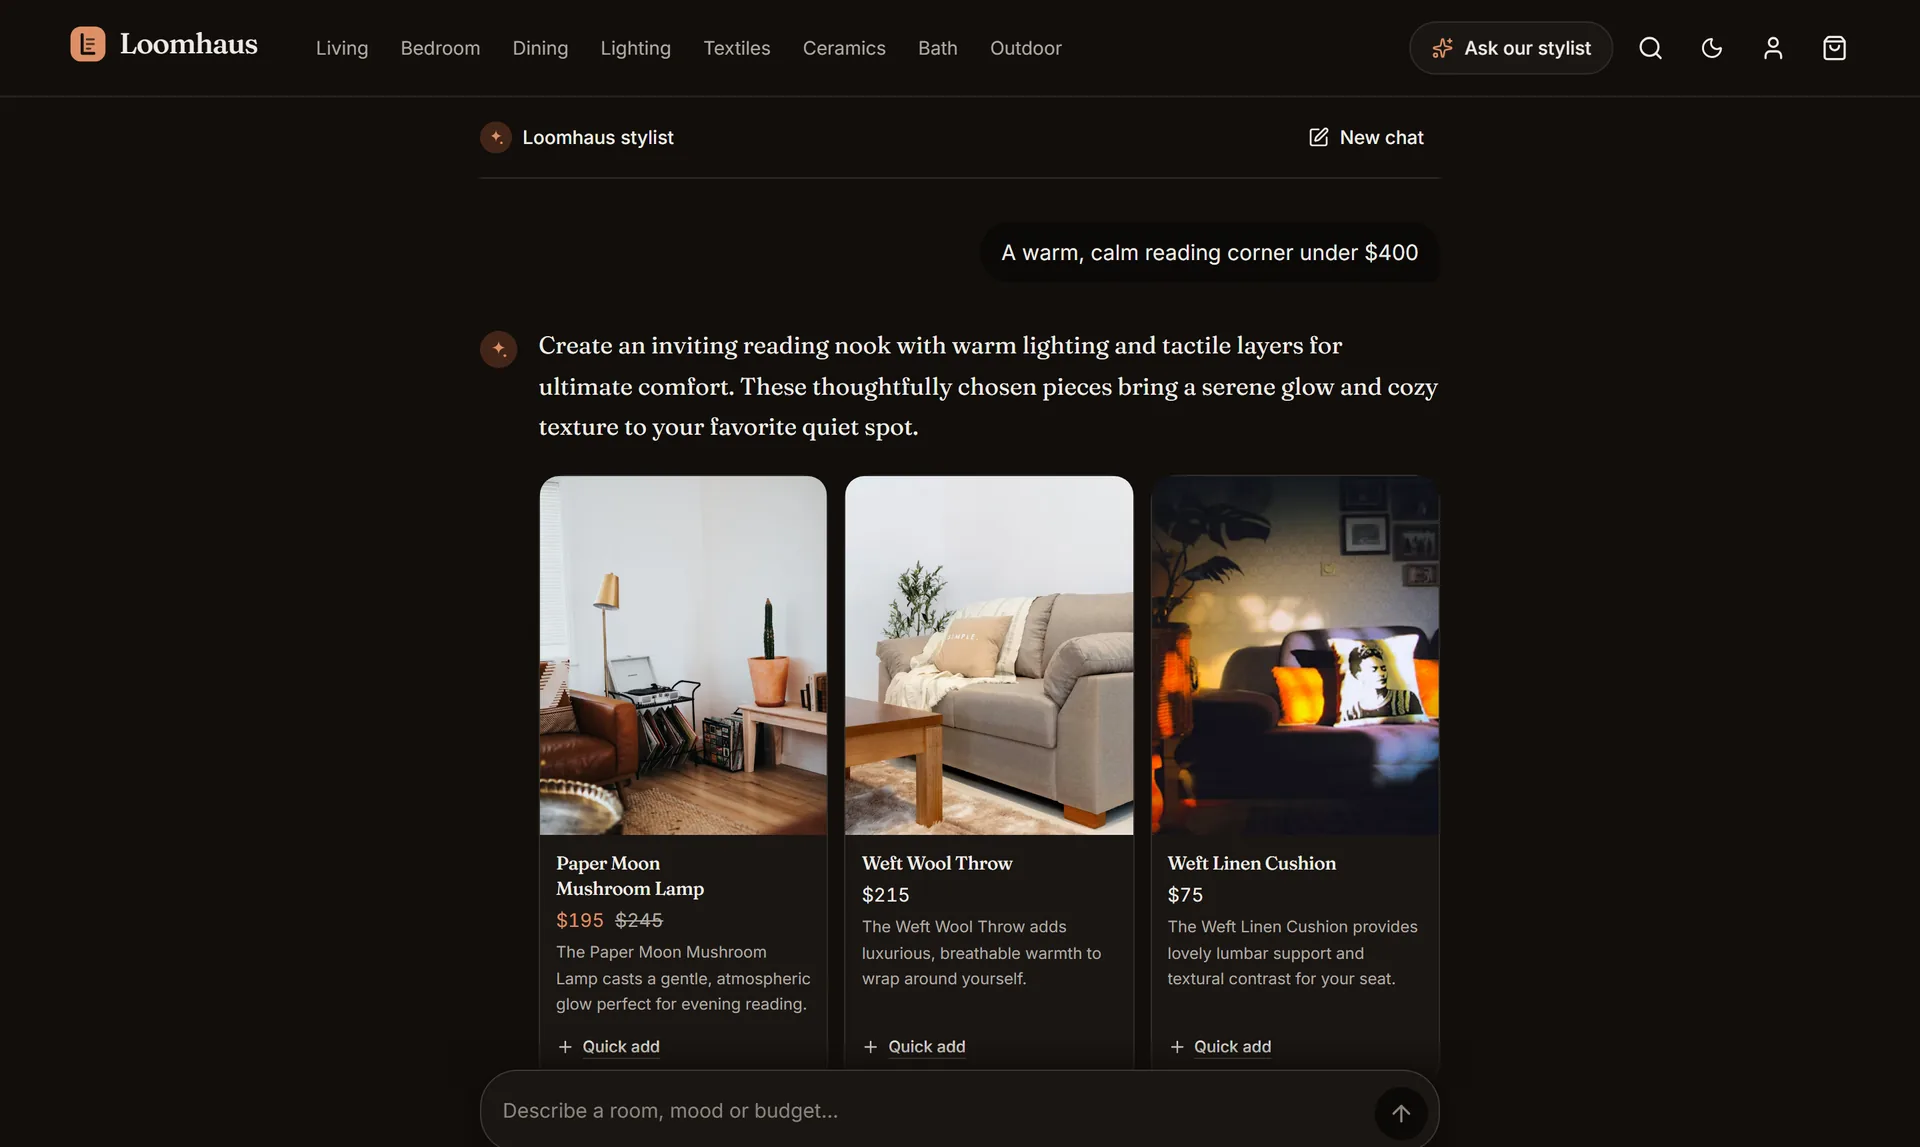 Loomhaus
Living
Bedroom
Dining
Lighting
Textiles
Ceramics
Bath
Outdoor
Ask our stylist
Loomhaus stylist
New chat
A warm, calm reading corner under $400
Create an inviting reading nook with warm lighting and tactile layers for
ultimate comfort. These thoughtfully chosen pieces bring a serene glow and cozy
texture to your favorite quiet spot.
SIMPLE.
Paper Moon
Mushroom Lamp
$195 $245
The Paper Moon Mushroom
Lamp casts a gentle, atmospheric
glow perfect for evening reading.
Quick add
Weft Wool Throw
$215
The Weft Wool Throw adds
luxurious, breathable warmth to
wrap around yourself.
Quick add
Weft Linen Cushion
$75
The Weft Linen Cushion provides
lovely lumbar support and
textural contrast for your seat.
Quick add
Describe a room, mood or budget...